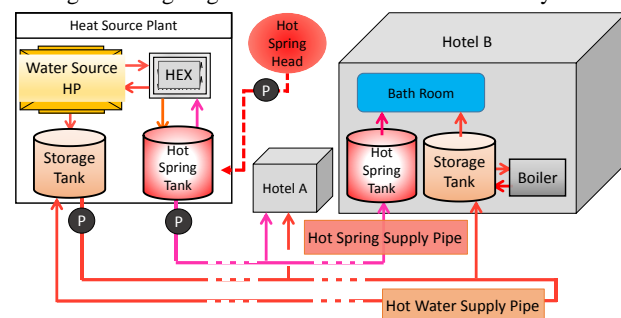 Heat Source Plant
Water Source
HP
HEX
Storage
Tank
Hot
Spring
Tank
P
P
Hot
Spring
Head
P
Hotel A
Hotel B
Bath Room
Hot
Spring
Tank
Storage
Tank
Boiler
Hot Spring Supply Pipe
Hot Water Supply Pipe